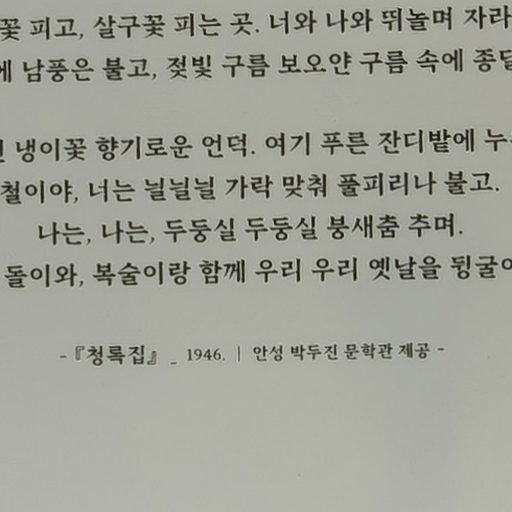 꽃 피고, 살구꽃 피는 곳. 너와 나와 뛰놀며 자라
에 남풍은 불고, 젖빛 구름 보오얀 구름 속에 종달
냉이꽃 향기로운 언덕. 여기 푸른 잔디밭에 누
철이야, 너는 늴늴늴 가락 맞춰 풀피리나 불고.
나는, 나는, 두둥실 두둥실 붕새춤 추며.
돌이와, 복술이랑 함께 우리 우리 옛날을 뒹굴
-『청록집』_ 1946. | 안성 박두진 문학관 제공 -